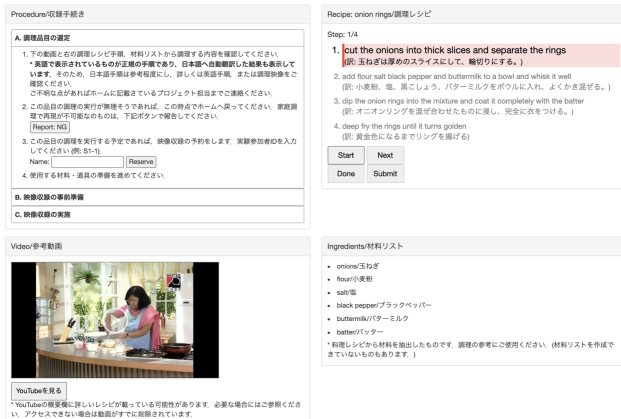 Procedure/収録手続き
A. 調理品目の選定
1. 下の動画と右の調理レシピ手順，材料リストから調理する内容を確認してください．
* 英語で表示されているものが正規の手順であり，日本語へ自動翻訳した結果も表示して
います．そのため，日本語手順は参考程度にし，詳しくは英語手順，または調理映像をご
確認ください．
ご不明な点があればホームに記載されているプロジェクト担当までご連絡ください．
2. この品目の調理の実行が無理そうであれば，この時点でホームへ戻ってください．家庭調
理で再現が不可能なものは，下記ボタンで報告してください．
Report: NG
3. この品目の調理を実行する予定であれば，映像収録の予約をします．実験参加者IDを入力
してください (例: S1-1)．
Name: Reserve
4. 使用する材料・道具の準備を進めてください．
B. 映像収録の事前準備
C. 映像収録の実施
Recipe: onion rings/調理レシピ
Step: 1/4
1. cut the onions into thick slices and separate the rings
(訳: 玉ねぎは厚めのスライスにして、輪切りにする。)
2. add flour salt black pepper and buttermilk to a bowl and whisk it well
(訳: 小麦粉、塩、黒こしょう、バターミルクをボウルに入れ、よくかき混ぜる。)
3. dip the onion rings into the mixture and coat it completely with the batter
(訳: オニオンリングを混ぜ合わせたものに浸し、完全に衣をつける。)
4. deep fry the rings until it turns golden
(訳: 黄金色になるまでリングを揚げる)
Start Next
Done Submit
Video/参考動画
YouTubeを見る
* YouTubeの概要欄に詳しいレシピが載っている可能性があります．必要な場合にはご参照くださ
い．アクセスできない場合は動画がすでに削除されています．
Ingredients/材料リスト
• onions/玉ねぎ
• flour/小麦粉
• salt/塩
• black pepper/ブラックペッパー
• buttermilk/バターミルク
• batter/バッター
* 料理レシピから材料を抽出したものです．調理の参考にご使用ください．(材料リストを作成で
きていないものもあります．)